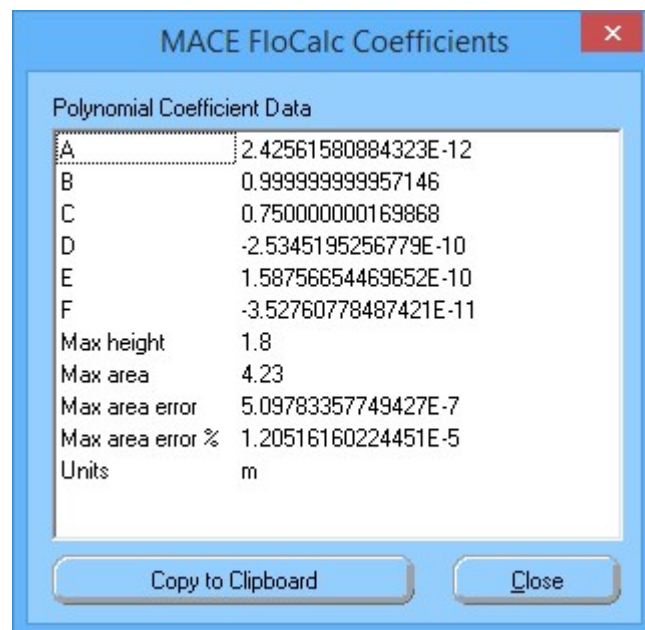 MACE FloCalc Coefficients
Polynomial Coefficient Data
A 2.42561580884323E-12
B 0.999999999957146
C 0.750000000169868
D -2.5345195256779E-10
E 1.58756654469652E-10
F -3.52760778487421E-11
Max height 1.8
Max area 4.23
Max area error 5.09783357749427E-7
Max area error % 1.20516160224451E-5
Units m
Copy to Clipboard Close